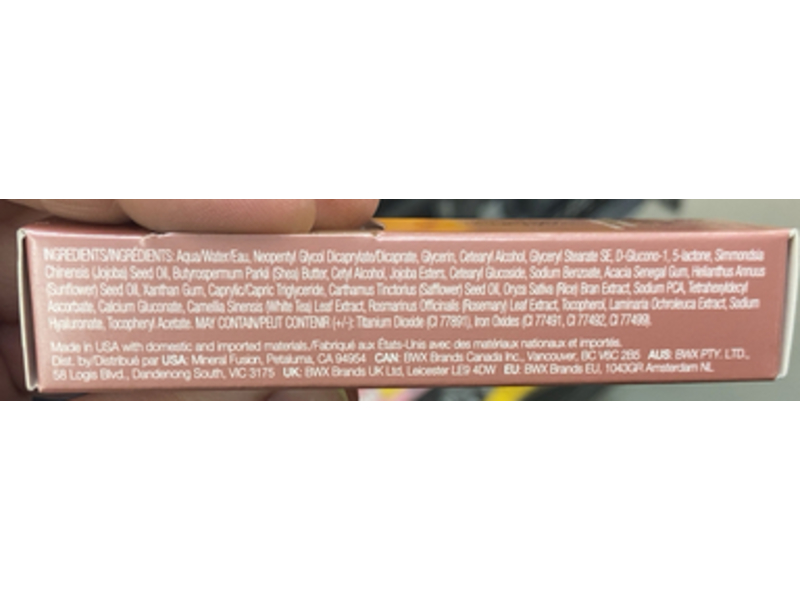 INGREDIENTS/INGRÉDIENTS: Aqua/Water/Eau, Neopentyl Glycol Dicaprylate/Dicaprate, Glycerin, Cetearyl Alcohol, Glyceryl Stearate SE, D-Glucono-1, 5-lactone, Simmondsia
Chinensis (Jojoba) Seed Oil, Butyrospermum Parkii (Shea) Butter, Cetyl Alcohol, Jojoba Esters, Cetearyl Glucoside, Sodium Benzoate, Acacia Senegal Gum, Helianthus Annuus
(Sunflower) Seed Oil, Xanthan Gum, Caprylic/Capric Triglyceride, Carthamus Tinctorius (Safflower) Seed Oil, Oryza Sativa (Rice) Bran Extract, Sodium PCA, Tetrahexyldecyl
Ascorbate, Calcium Gluconate, Camellia Sinensis (White Tea) Leaf Extract, Rosmarinus Officinalis (Rosemary) Leaf Extract, Tocopherol, Laminaria Ochroleuca Extract, Sodium
Hyaluronate, Tocopheryl Acetate. MAY CONTAIN/PEUT CONTENIR (+/-): Titanium Dioxide (CI 77891), Iron Oxides (CI 77491, CI 77492, CI 77499).
Made in USA with domestic and imported materials./Fabriqué aux États-Unis avec des matériaux nationaux et importés.
Dist. by/Distribué par USA: Mineral Fusion, Petaluma, CA 94954 CAN: BWX Brands Canada Inc., Vancouver, BC V6C 2B5 AUS: BWX PTY. LTD.,
58 Logis Blvd., Dandenong South, VIC 3175 UK: BWX Brands UK Ltd, Leicester LE9 4DW EU: BWX Brands EU, 1043GR Amsterdam NL